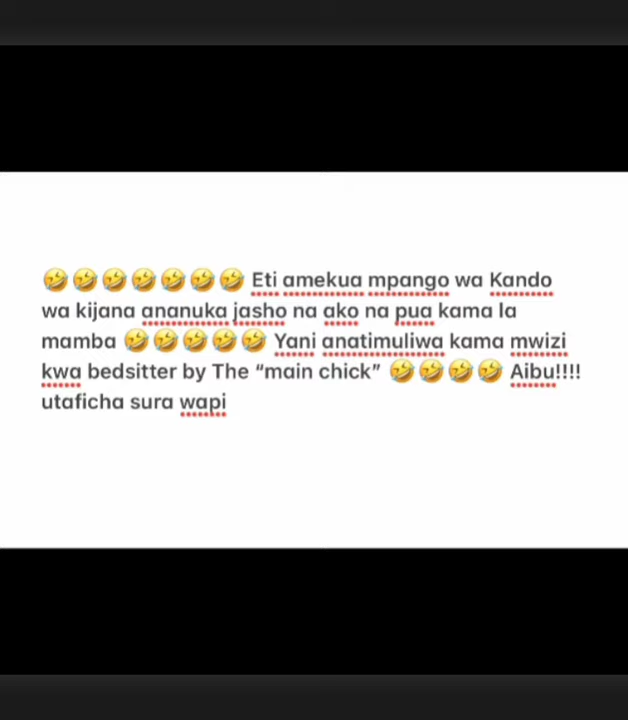 🤣🤣🤣🤣🤣🤣🤣 Eti amekua mpango wa Kando
wa kijana ananuka jasho na ako na pua kama la
mamba 🤣🤣🤣🤣🤣 Yani anatimuliwa kama mwizi
kwa bedsitter by The “main chick” 🤣🤣🤣🤣 Aibu!!!!
utaficha sura wapi